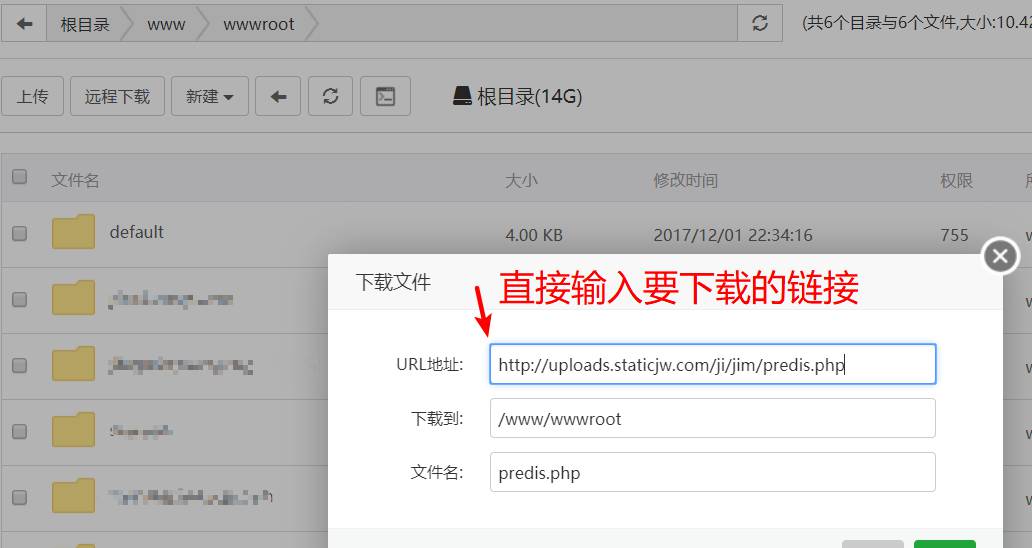 根目录 www wwwroot (共6个目录与6个文件,大小:10.42
上传 远程下载 新建 根目录(14G)
文件名 大小 修改时间 权限
default 4.00 KB 2017/12/01 22:34:16 755
下载文件
直接输入要下载的链接
URL地址: http://uploads.staticjw.com/ji/jim/predis.php
下载到: /www/wwwroot
文件名: predis.php